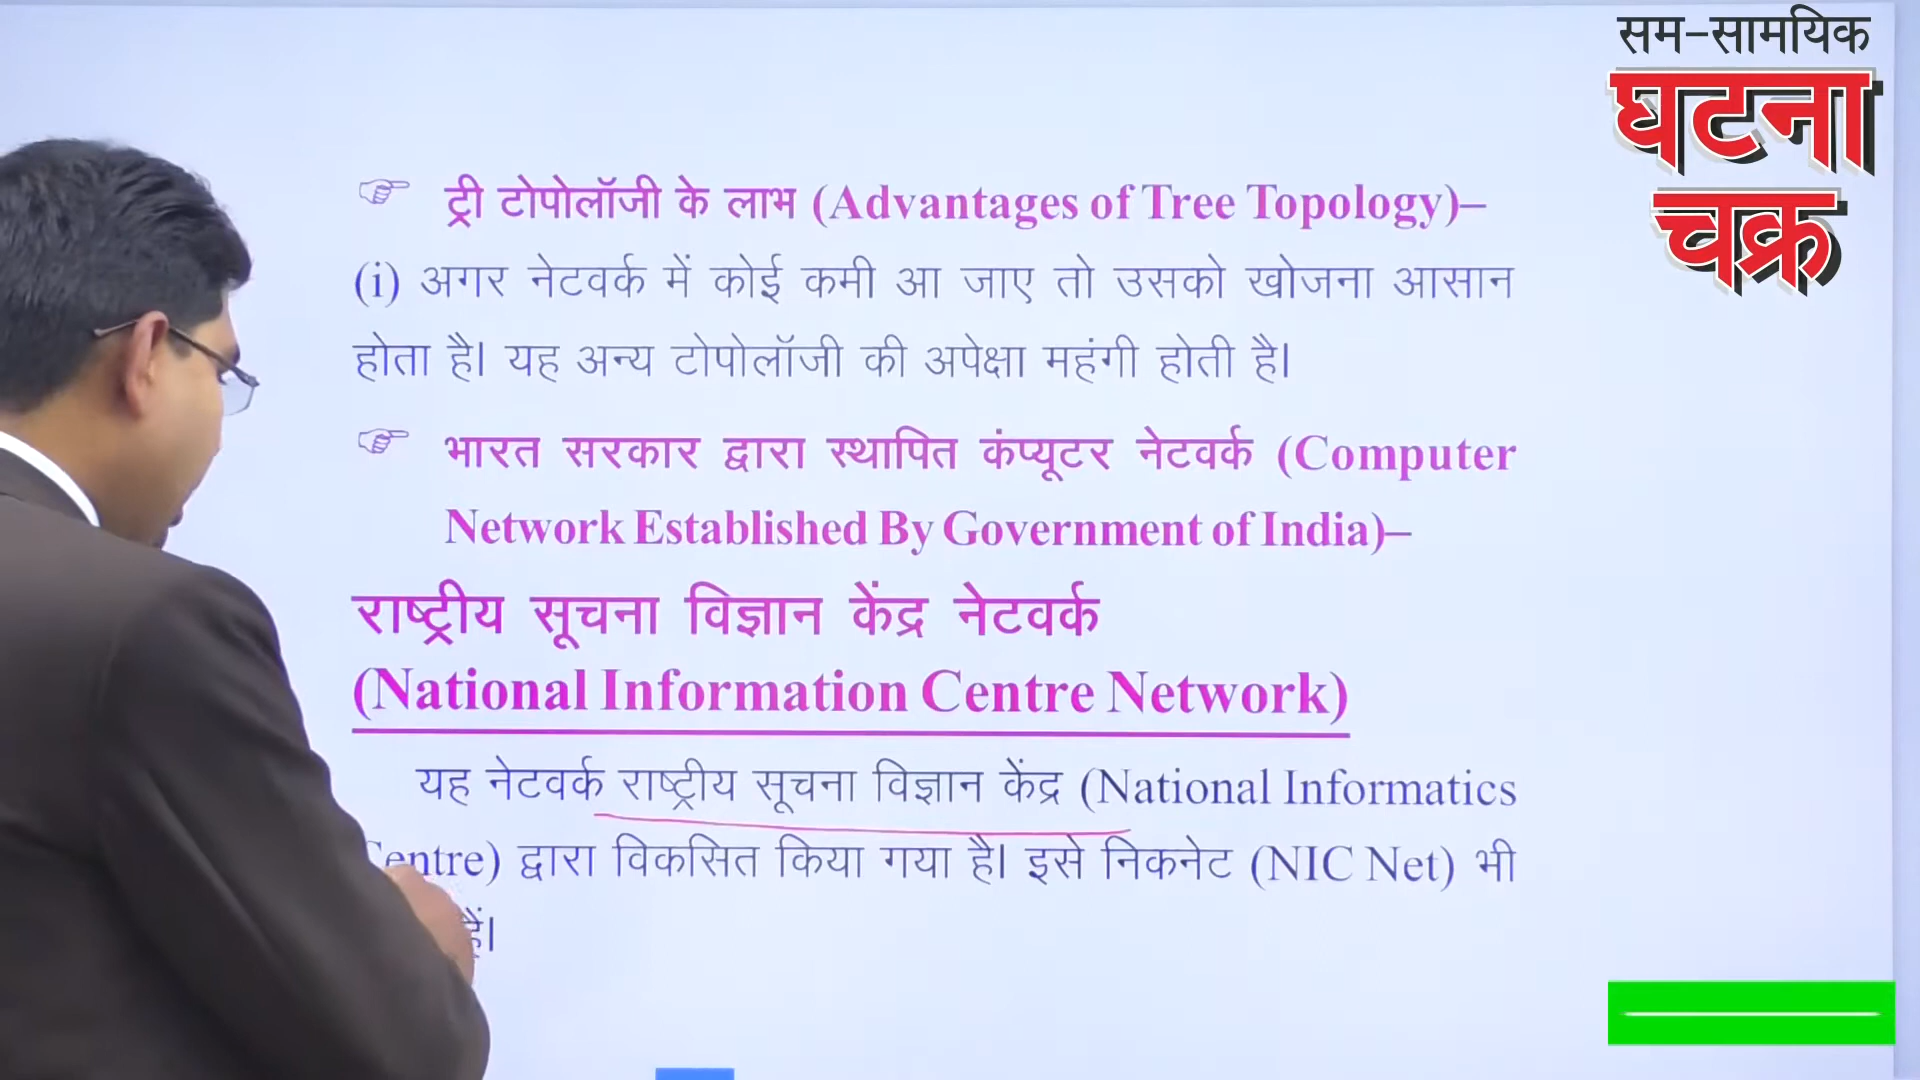 सम-सामयिक
घटना
चक्र
ट्री टोपोलॉजी के लाभ (Advantages of Tree Topology)–
(i) अगर नेटवर्क में कोई कमी आ जाए तो उसको खोजना आसान
होता है। यह अन्य टोपोलॉजी की अपेक्षा महंगी होती है।
भारत सरकार द्वारा स्थापित कंप्यूटर नेटवर्क (Computer
Network Established By Government of India)–
राष्ट्रीय सूचना विज्ञान केंद्र नेटवर्क
(National Information Centre Network)
यह नेटवर्क राष्ट्रीय सूचना विज्ञान केंद्र (National Informatics
Centre) द्वारा विकसित किया गया है। इसे निकनेट (NIC Net) भी
हैं।